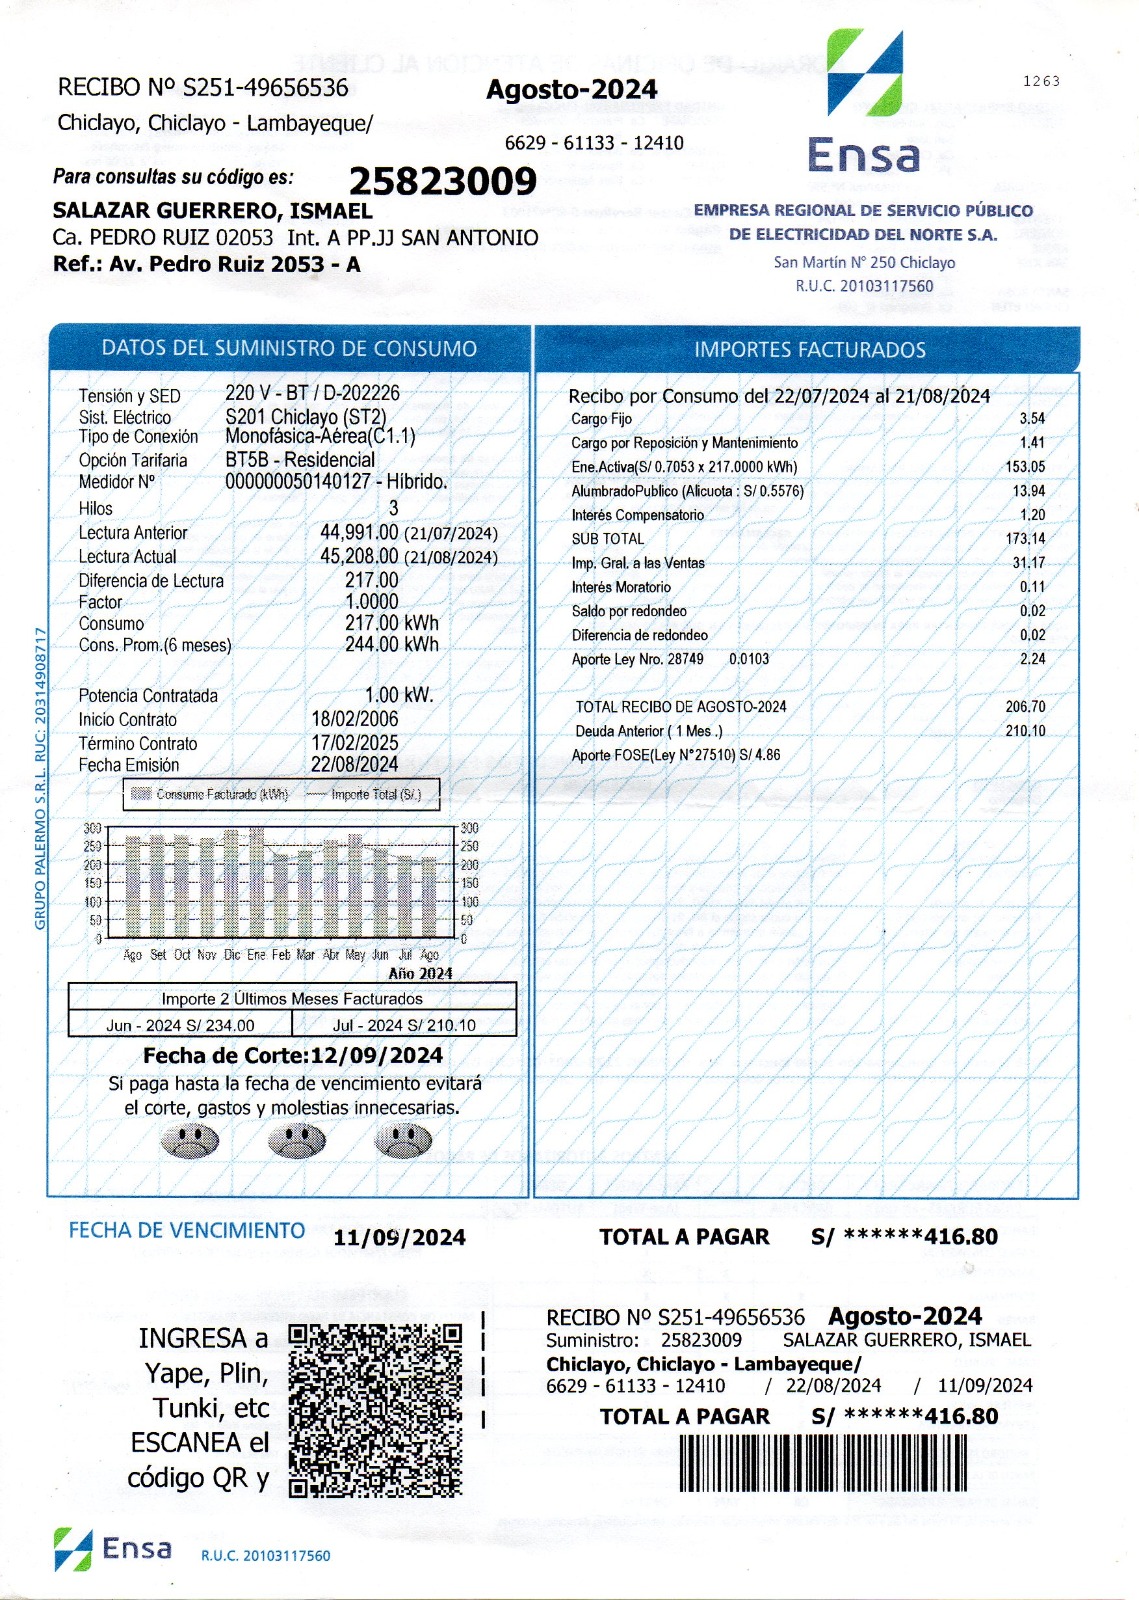 RECIBO Nº S251-49656536
Agosto-2024
1263
Chiclayo, Chiclayo - Lambayeque/
6629 - 61133 - 12410
Ensa
Para consultas su código es: 25823009
SALAZAR GUERRERO, ISMAEL
Ca. PEDRO RUIZ 02053 Int. A PP.JJ SAN ANTONIO
Ref.: Av. Pedro Ruiz 2053 - A
EMPRESA REGIONAL DE SERVICIO PÚBLICO
DE ELECTRICIDAD DEL NORTE S.A.
San Martín N° 250 Chiclayo
R.U.C. 20103117560
DATOS DEL SUMINISTRO DE CONSUMO
Tensión y SED 220 V - BT / D-202226
Sist. Eléctrico S201 Chiclayo (ST2)
Tipo de Conexión Monofásica-Aérea(C1.1)
Opción Tarifaria BT5B - Residencial
Medidor Nº 000000050140127 - Híbrido.
Hilos 3
Lectura Anterior 44,991.00 (21/07/2024)
Lectura Actual 45,208.00 (21/08/2024)
Diferencia de Lectura 217.00
Factor 1.0000
Consumo 217.00 kWh
Cons. Prom.(6 meses) 244.00 kWh
Potencia Contratada 1.00 kW.
Inicio Contrato 18/02/2006
Término Contrato 17/02/2025
Fecha Emisión 22/08/2024
Consumo Facturado (kWh) Importe Total (S/.)
300 300
250 250
200 200
150 150
100 100
50 50
0 0
Ago Set Oct Nov Dic Ene Feb Mar Abr May Jun Jul Ago
Año 2024
Importe 2 Últimos Meses Facturados
Jun - 2024 S/ 234.00 Jul - 2024 S/ 210.10
Fecha de Corte:12/09/2024
Si paga hasta la fecha de vencimiento evitará
el corte, gastos y molestias innecesarias.
GRUPO PALERMO S.R.L. RUC: 20314908717
IMPORTES FACTURADOS
Recibo por Consumo del 22/07/2024 al 21/08/2024
Cargo Fijo 3.54
Cargo por Reposición y Mantenimiento 1.41
Ene.Activa(S/ 0.7053 x 217.0000 kWh) 153.05
AlumbradoPublico (Alicuota : S/ 0.5576) 13.94
Interés Compensatorio 1.20
SUB TOTAL 173.14
Imp. Gral. a las Ventas 31.17
Interés Moratorio 0.11
Saldo por redondeo 0.02
Diferencia de redondeo 0.02
Aporte Ley Nro. 28749 0.0103 2.24
TOTAL RECIBO DE AGOSTO-2024 206.70
Deuda Anterior ( 1 Mes .) 210.10
Aporte FOSE(Ley N°27510) S/ 4.86
FECHA DE VENCIMIENTO 11/09/2024
TOTAL A PAGAR S/ ******416.80
INGRESA a
Yape, Plin,
Tunki, etc
ESCANEA el
código QR y
RECIBO Nº S251-49656536 Agosto-2024
Suministro: 25823009 SALAZAR GUERRERO, ISMAEL
Chiclayo, Chiclayo - Lambayeque/
6629 - 61133 - 12410 / 22/08/2024 / 11/09/2024
TOTAL A PAGAR S/ ******416.80
Ensa R.U.C. 20103117560